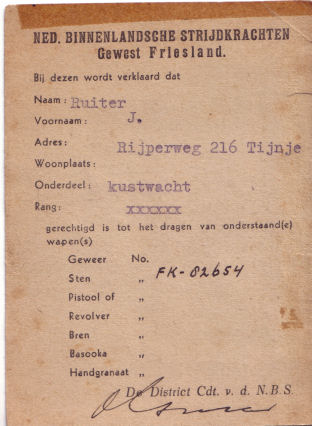 NED. BINNENLANDSCHE STRIJDKRACHTEN
Gewest Friesland.
Bij dezen wordt verklaard dat
Naam: Ruiter
Voornaam: J.
Adres: Rijperweg 216 Tijnje
Woonplaats:
Onderdeel: kustwacht
Rang: xxxxxx
gerechtigd is tot het dragen van onderstaand(e)
wapen(s)
Geweer No.
Sten „ FK-82654
Pistool of „
Revolver „
Bren „
Basooka „
Handgranaat „
De District Cdt. v. d. N.B.S.